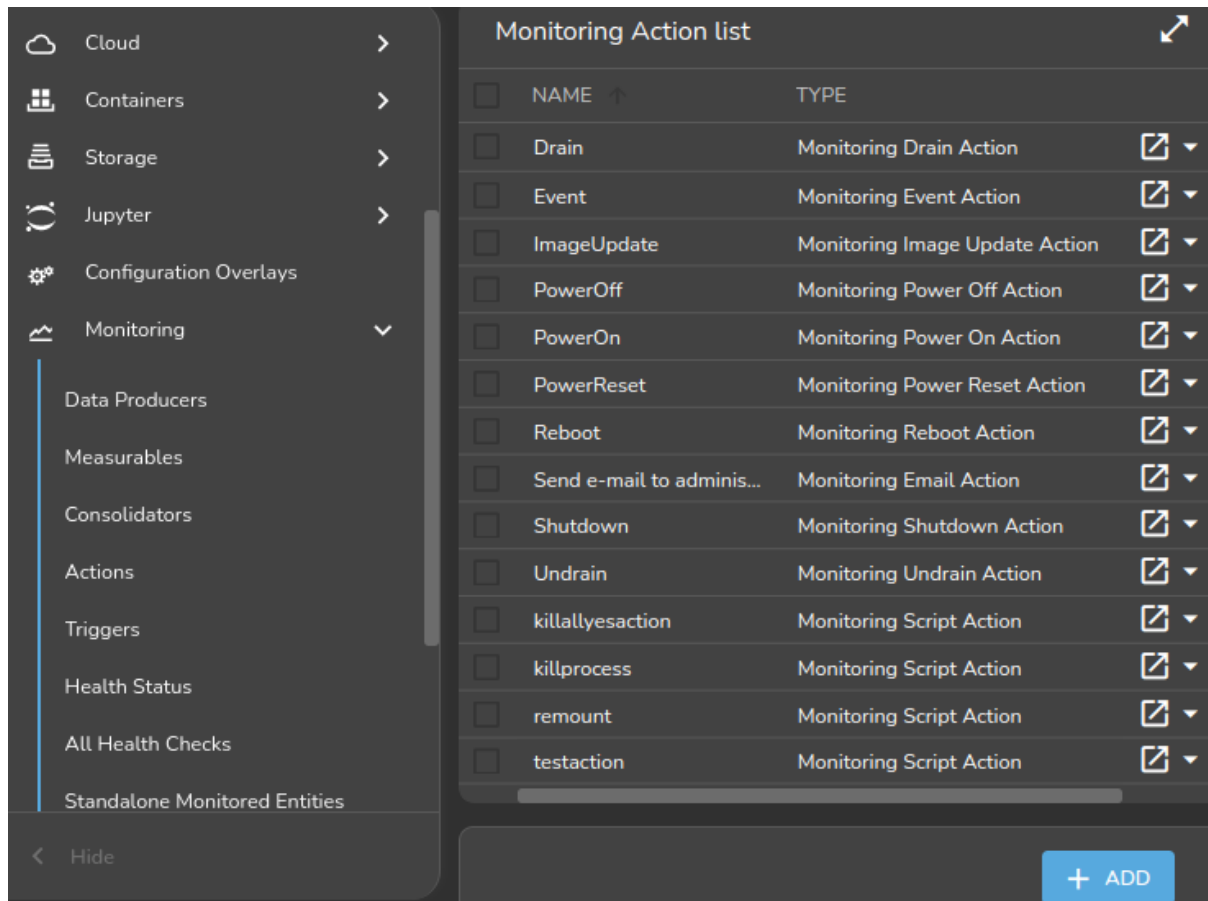 Cloud
Containers
Storage
Jupyter
Configuration Overlays
Monitoring
Data Producers
Measurables
Consolidators
Actions
Triggers
Health Status
All Health Checks
Standalone Monitored Entities
Hide
Monitoring Action list
NAME TYPE
Drain Monitoring Drain Action
Event Monitoring Event Action
ImageUpdate Monitoring Image Update Action
PowerOff Monitoring Power Off Action
PowerOn Monitoring Power On Action
PowerReset Monitoring Power Reset Action
Reboot Monitoring Reboot Action
Send e-mail to adminis... Monitoring Email Action
Shutdown Monitoring Shutdown Action
Undrain Monitoring Undrain Action
killallyesaction Monitoring Script Action
killprocess Monitoring Script Action
remount Monitoring Script Action
testaction Monitoring Script Action
+ ADD